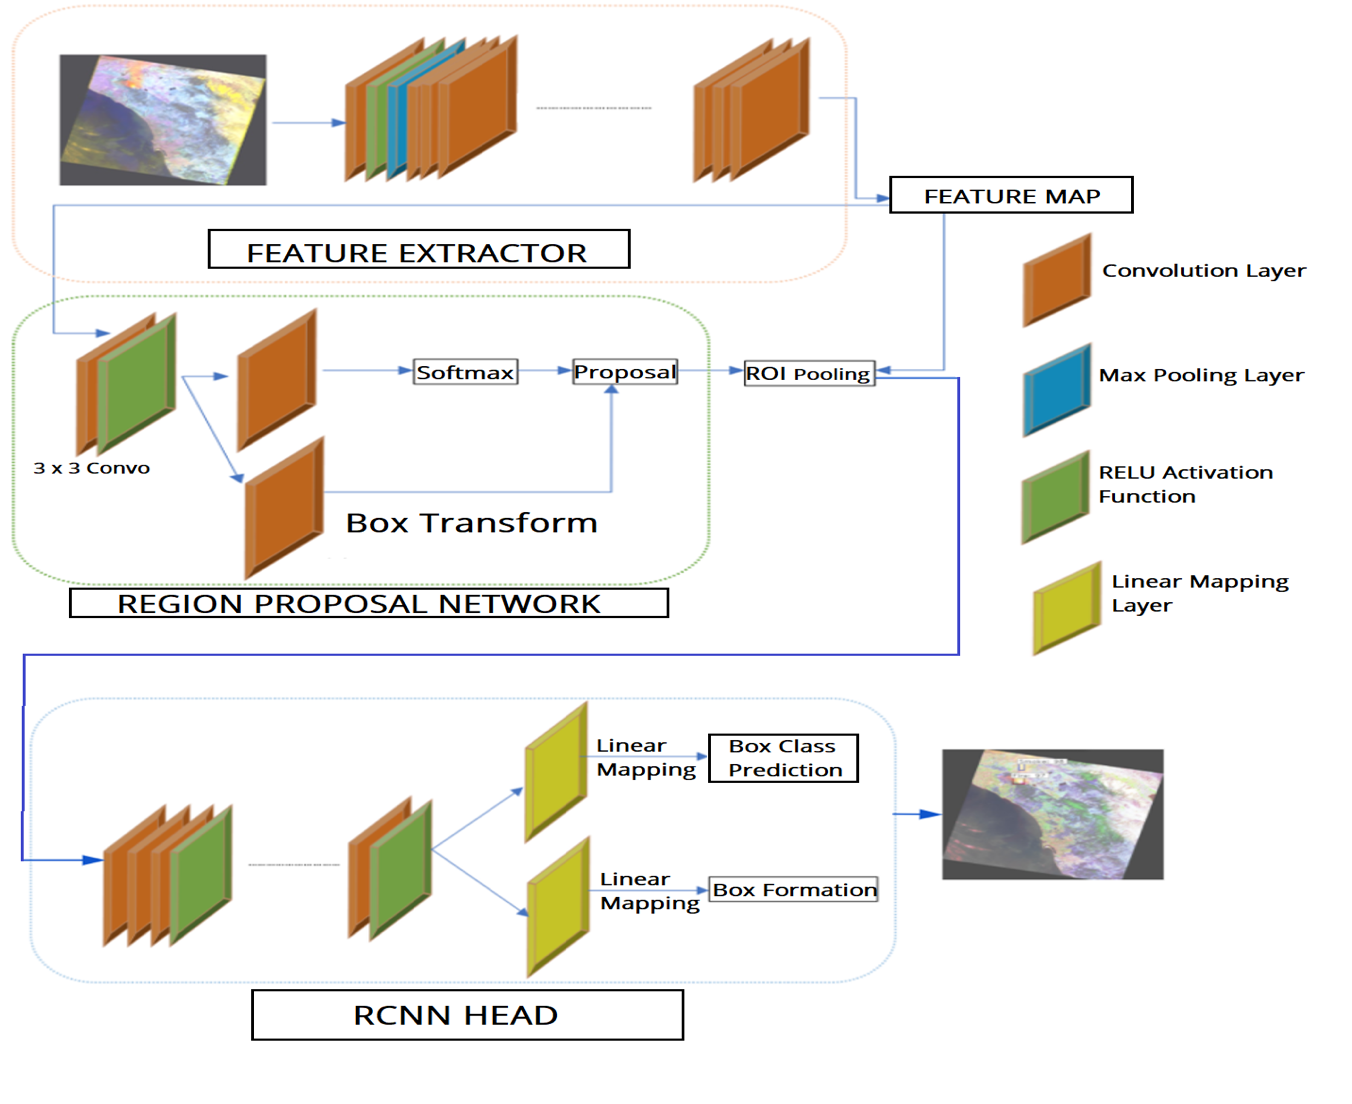 FEATURE MAP
FEATURE EXTRACTOR
Convolution Layer
Max Pooling Layer
RELU Activation
Function
Linear Mapping
Layer
Softmax
Proposal
ROI Pooling
3 x 3 Convo
Box Transform
REGION PROPOSAL NETWORK
Linear
Mapping
Box Class
Prediction
Linear
Mapping
Box Formation
RCNN HEAD